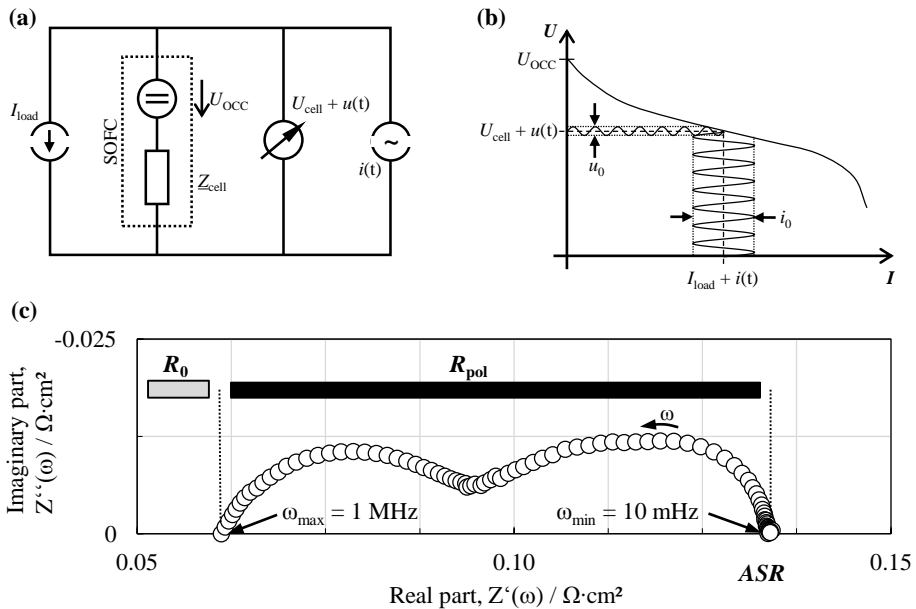 (a)
I_load
SOFC
U_OCC
Z_cell
U_cell + u(t)
i(t)
~
(b)
U
U_OCC
U_cell + u(t)
u_0
i_0
I_load + i(t)
I
(c)
-0.025
Imaginary part,
Z‘‘(ω) / Ω·cm²
R_0
R_pol
ω
ω_max = 1 MHz
ω_min = 10 mHz
0
0.05
0.10
0.15
ASR
Real part, Z‘(ω) / Ω·cm²